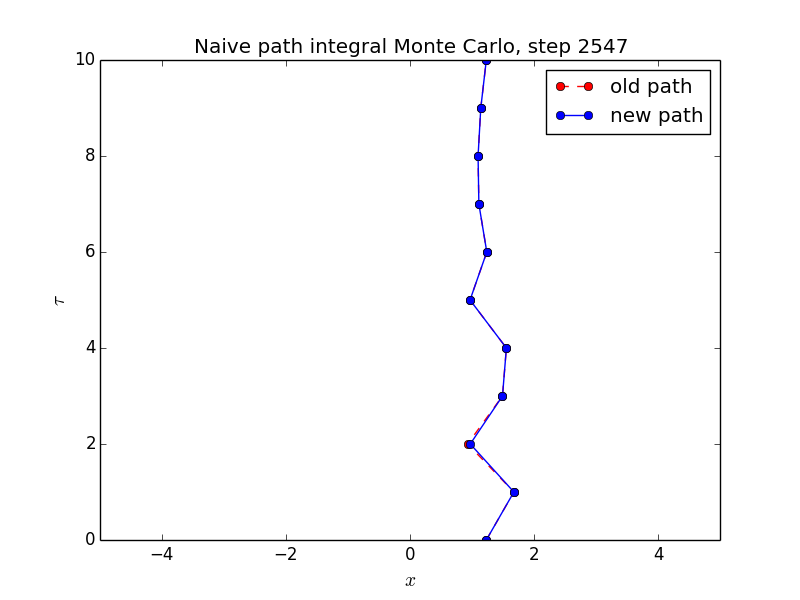 Naive path integral Monte Carlo, step 2547
old path
new path
10
8
6
4
2
0
τ
−4 −2 0 2 4
x